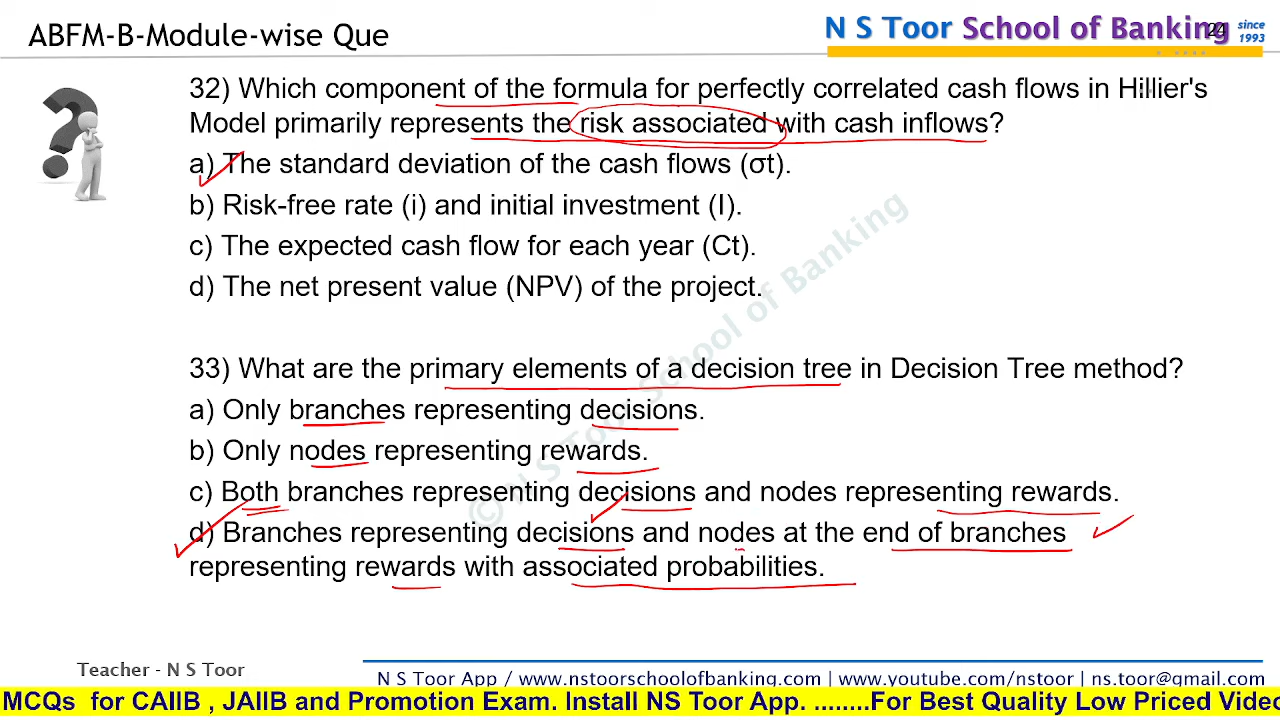 ABFM-B-Module-wise Que
N S Toor School of Banking
since
1993
24
32) Which component of the formula for perfectly correlated cash flows in Hillier's
Model primarily represents the risk associated with cash inflows?
a) The standard deviation of the cash flows (σt).
b) Risk-free rate (i) and initial investment (I).
c) The expected cash flow for each year (Ct).
d) The net present value (NPV) of the project.
33) What are the primary elements of a decision tree in Decision Tree method?
a) Only branches representing decisions.
b) Only nodes representing rewards.
c) Both branches representing decisions and nodes representing rewards.
d) Branches representing decisions and nodes at the end of branches
representing rewards with associated probabilities.
© N S Toor School of Banking
Teacher - N S Toor
N S Toor App / www.nstoorschoolofbanking.com | www.youtube.com/nstoor | ns.toor@gmail.com
MCQs for CAIIB , JAIIB and Promotion Exam. Install NS Toor App. ........For Best Quality Low Priced Video